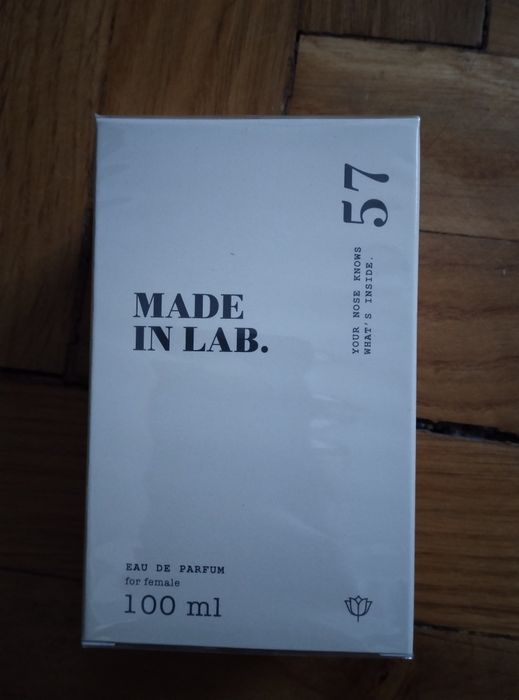 57
YOUR NOSE KNOWS
WHAT'S INSIDE.
MADE
IN LAB.
EAU DE PARFUM
for female
100 ml